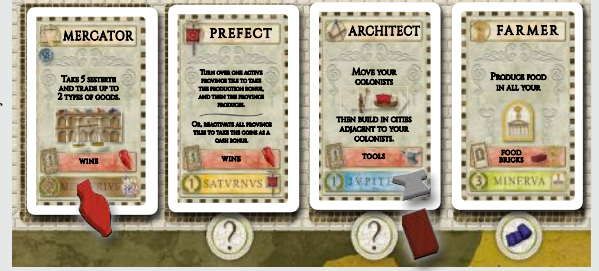 MERCATOR
TAKE 5 SESTERTII
AND TRADE UP TO
2 TYPES OF GOODS.
WINE
PREFECT
TURN OVER ONE ACTIVE
PROVINCE TILE TO TAKE
THE PRODUCTION BONUS,
AND THEN THE PROVINCE
PRODUCES.
OR, REACTIVATE ALL PROVINCE
TILES TO TAKE THE COINS AS A
CASH BONUS.
WINE
1 SATVRNVS
?
ARCHITECT
MOVE YOUR
COLONISTS
THEN BUILD IN CITIES
ADJACENT TO YOUR
COLONISTS.
TOOLS
1
?
FARMER
PRODUCE FOOD
IN ALL YOUR
FOOD
BRICKS
3 MINERVA